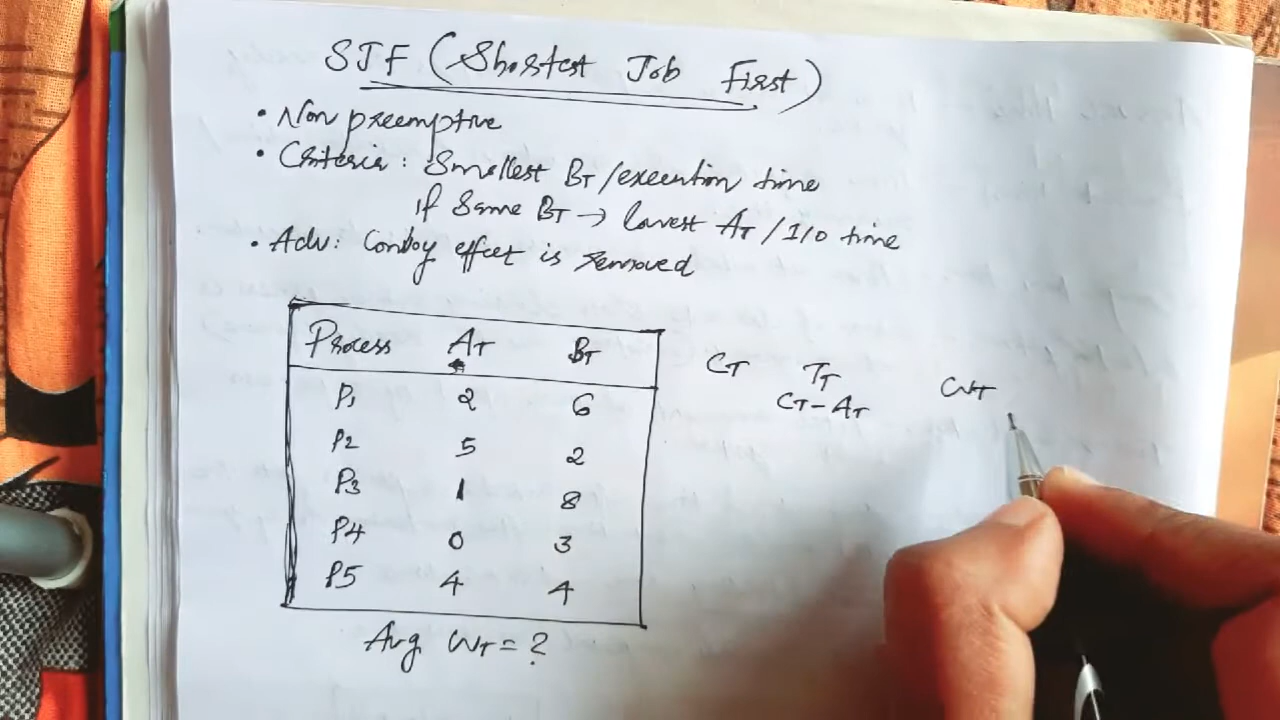 SJF (Shortest Job First)
• Non preemptive
• Criteria: Smallest BT/execution time
if Same BT → lowest AT/I/O time
• Adv: Convoy effect is removed
Process AT BT CT TT WT
CT-AT
P1 2 6
P2 5 2
P3 1 8
P4 0 3
P5 4 4
Avg WT = ?